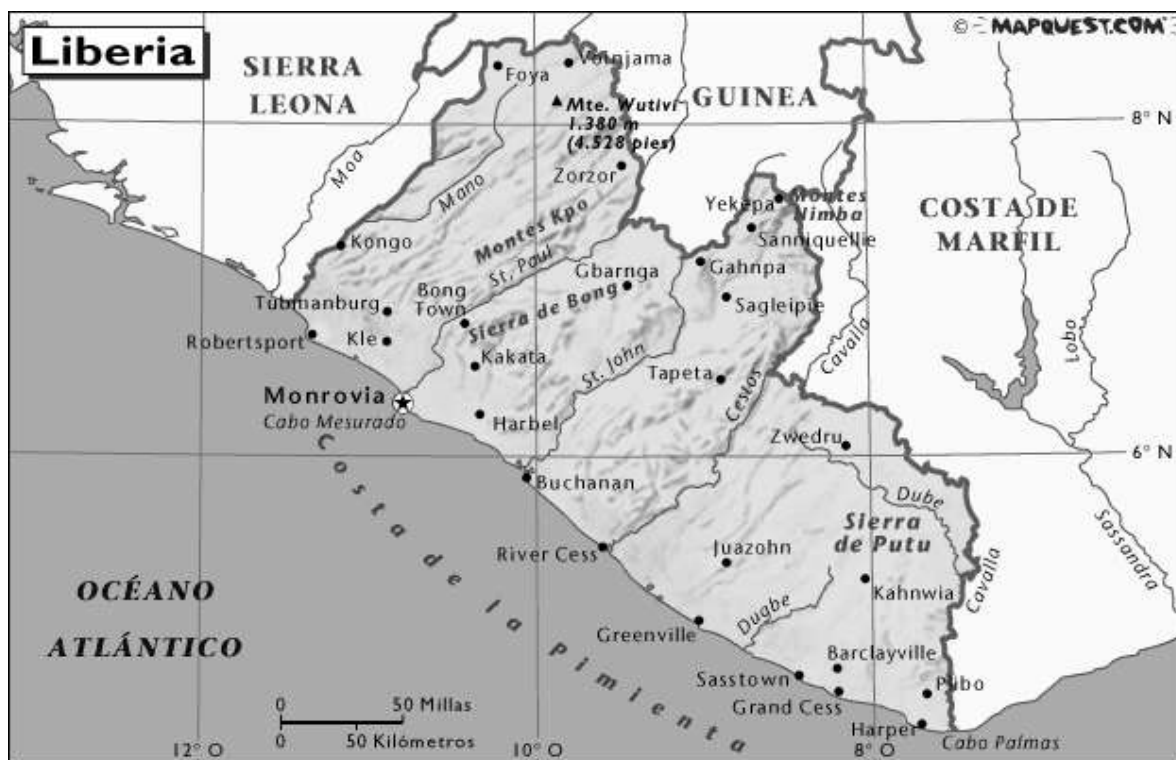 Liberia
© MAPQUEST.COM
SIERRA
LEONA
Foya
Voinjama
GUINEA
Mte. Wutivi
1.380 m
(4.528 pies)
8° N
Moa
Mano
Zorzor
Yekepa
Montes
Nimba
COSTA DE
MARFIL
Lobo
Kongo
Montes Kpo
Sanniquellie
St. Paul
Gbarnga
Gahnpa
Tubmanburg
Bong
Town
Sierra de Bong
Sagleipie
Robertsport
Kle
Kakata
St. John
Tapeta
Cestos
Cavalla
Monrovia
Cabo Mesurado
Harbel
Zwedru
6° N
Buchanan
Dube
Sassandra
Sierra
de Putu
River Cess
Juazohn
Kahnwia
Cavalla
OCÉANO
ATLÁNTICO
Costa de la Pimienta
Dugbe
Greenville
Barclayville
Sasstown
Plibo
Grand Cess
Harper
Cabo Palmas
0 50 Millas
0 50 Kilómetros
12° O
10° O
8° O